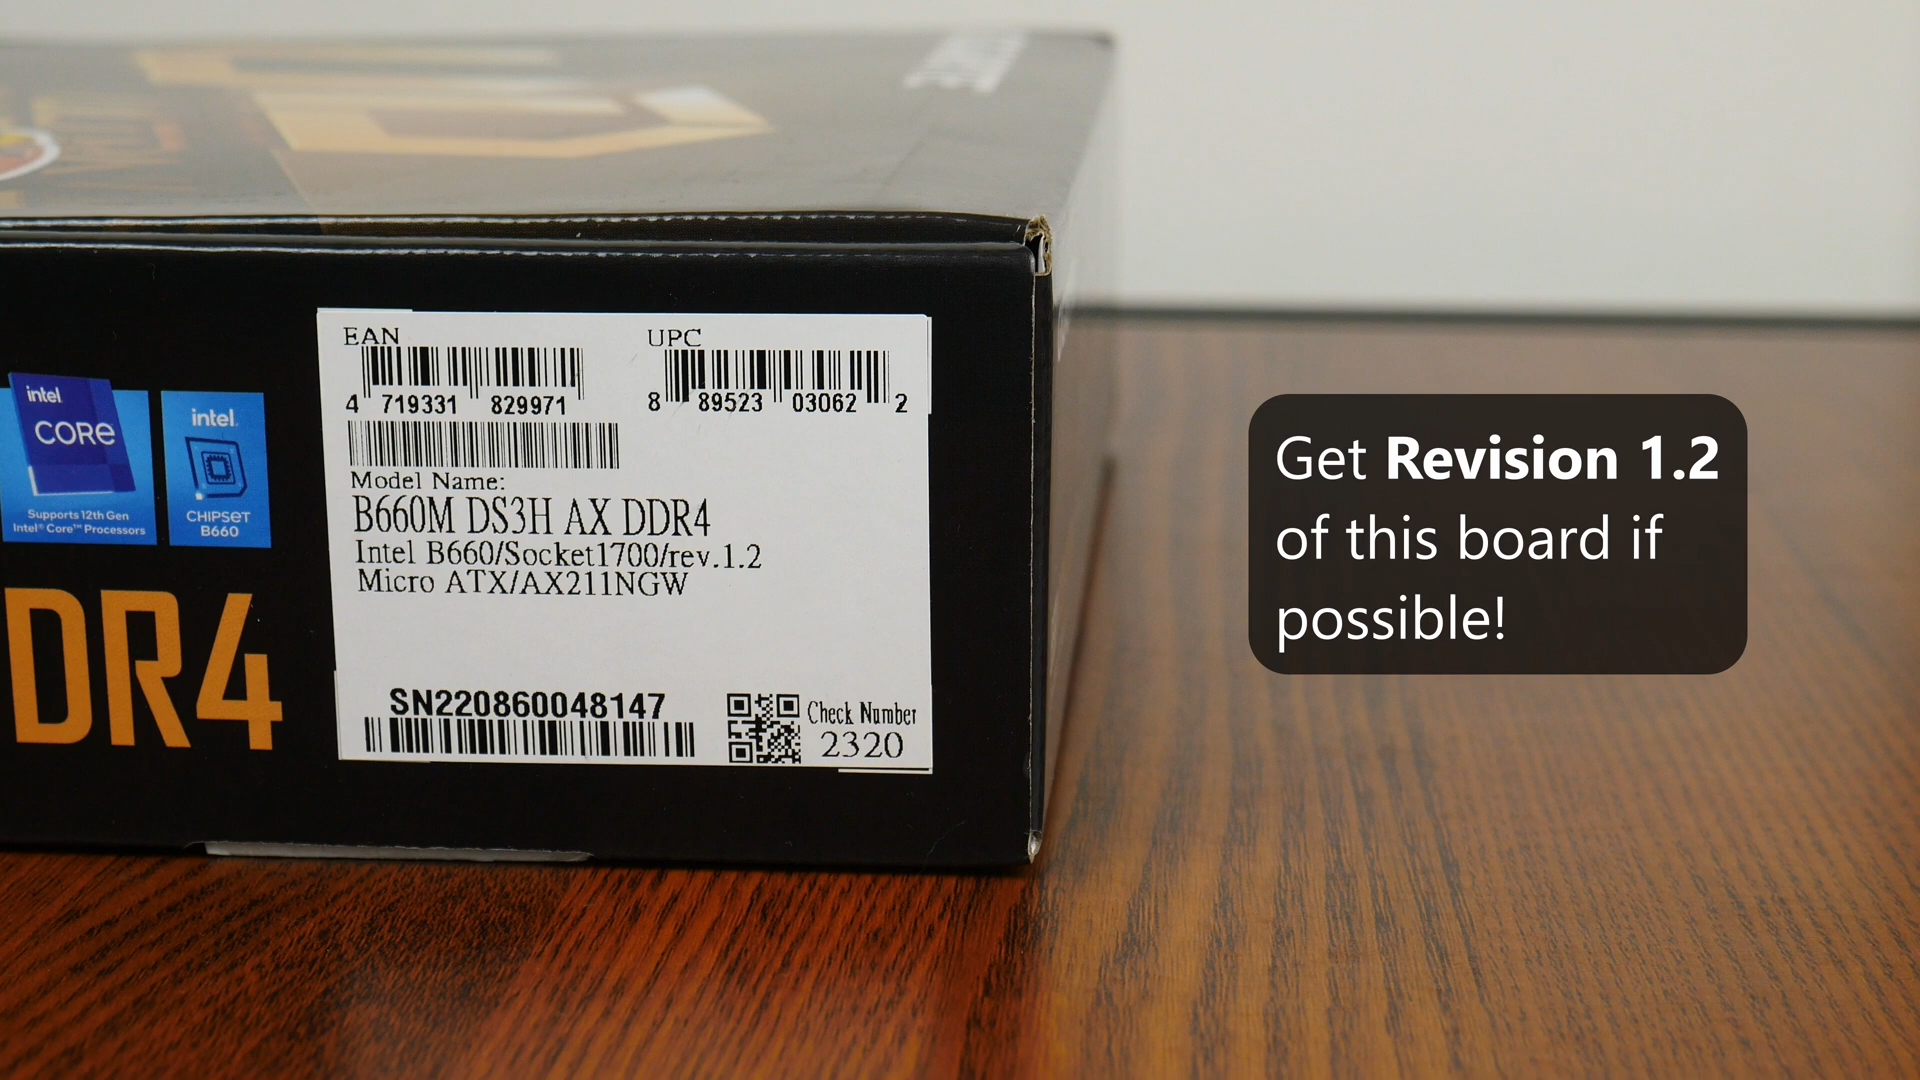 EAN
UPC
4 719331 829971
8 89523 03062 2
Model Name:
B660M DS3H AX DDR4
Intel B660/Socket1700/rev.1.2
Micro ATX/AX211NGW
SN220860048147
Check Number
2320
intel
CORE
Supports 12th Gen
Intel® Core™ Processors
intel
CHIPSET
B660
DR4
Get Revision 1.2
of this board if
possible!